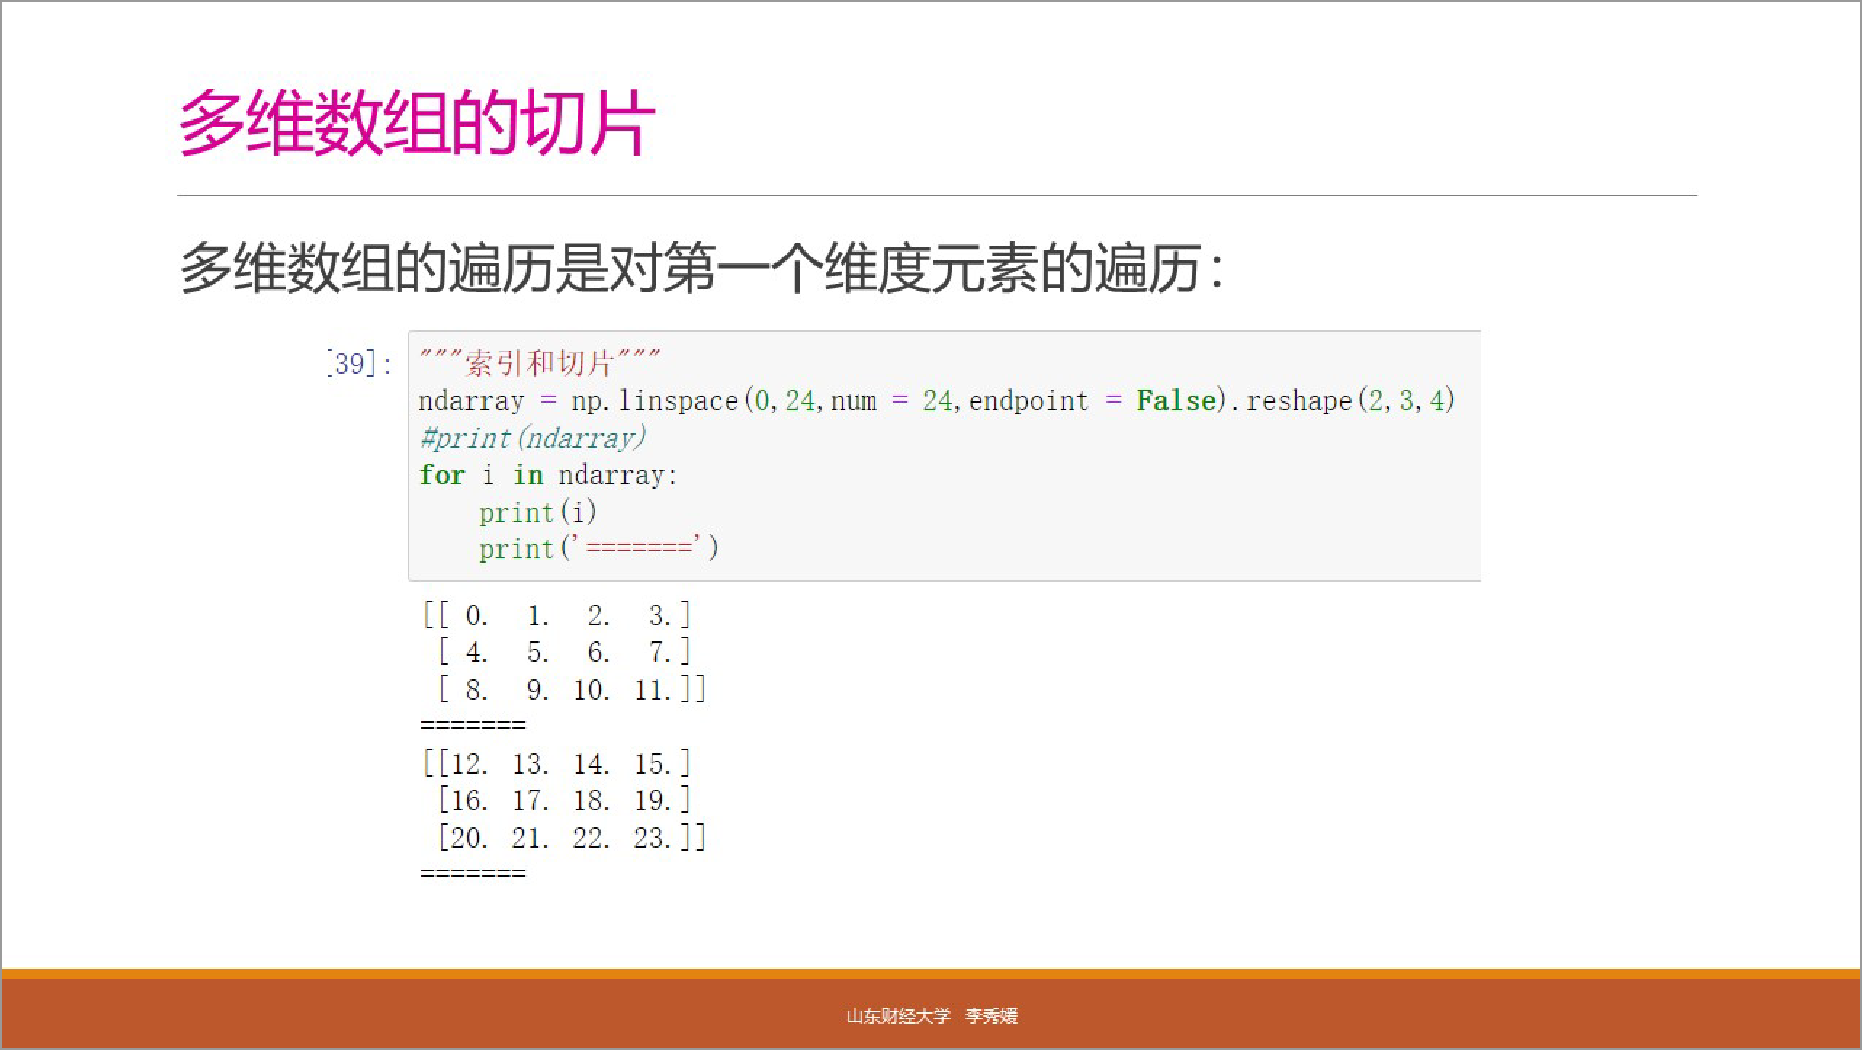 多维数组的切片
多维数组的遍历是对第一个维度元素的遍历：
[39]:
"""索引和切片"""
ndarray = np.linspace(0,24,num = 24,endpoint = False).reshape(2,3,4)
#print(ndarray)
for i in ndarray:
    print(i)
    print('=======')
[[ 0.  1.  2.  3.]
 [ 4.  5.  6.  7.]
 [ 8.  9. 10. 11.]]
=======
[[12. 13. 14. 15.]
 [16. 17. 18. 19.]
 [20. 21. 22. 23.]]
=======
山东财经大学 李秀媛